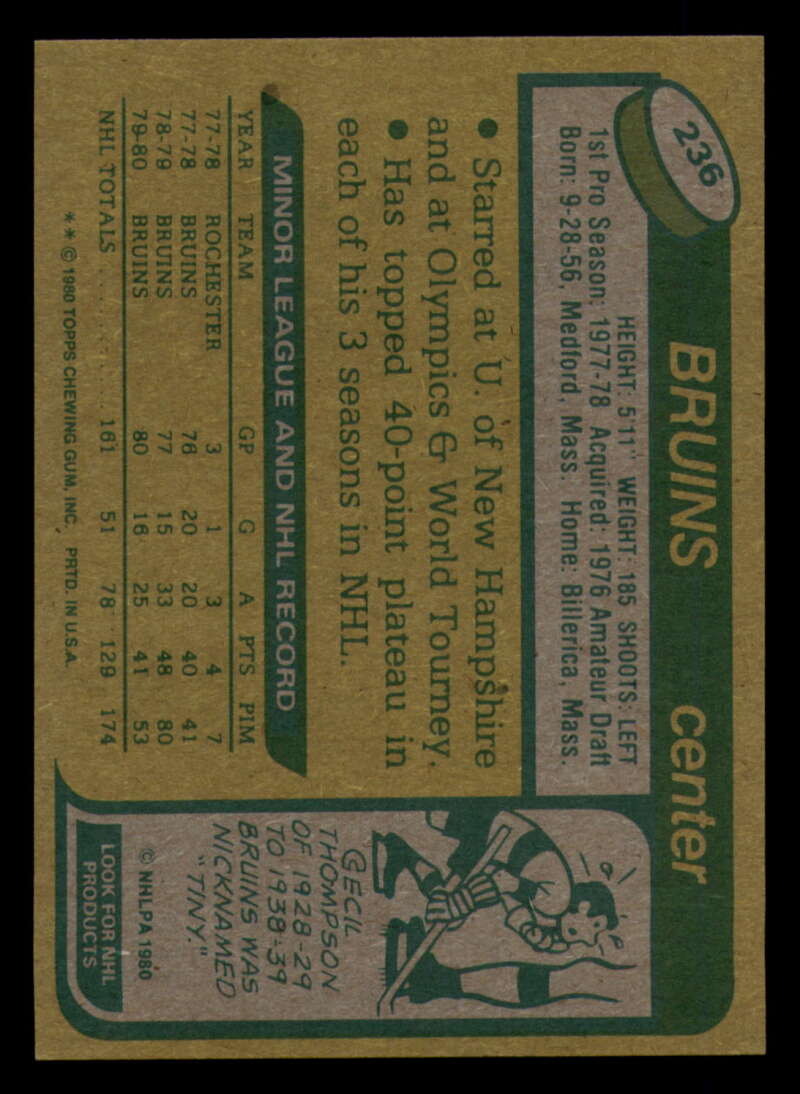 236
BRUINS center
HEIGHT: 5'11" WEIGHT: 185 SHOOTS: LEFT
1st Pro Season: 1977-78 Acquired: 1976 Amateur Draft
Born: 9-28-56, Medford, Mass. Home: Billerica, Mass.
• Starred at U. of New Hampshire
and at Olympics & World Tourney.
• Has topped 40-point plateau in
each of his 3 seasons in NHL.
MINOR LEAGUE AND NHL RECORD
YEAR TEAM GP G A PTS PIM
77-78 ROCHESTER 3 1 3 4 7
77-78 BRUINS 76 20 20 40 41
78-79 BRUINS 77 15 33 48 80
79-80 BRUINS 80 16 25 41 53
NHL TOTALS ............ 161 51 78 129 174
** © 1980 TOPPS CHEWING GUM, INC. PRTD. IN U.S.A.
CECIL
THOMPSON
OF 1928-29
TO 1938-39
BRUINS WAS
NICKNAMED
"TINY."
© NHLPA 1980
LOOK FOR NHL
PRODUCTS